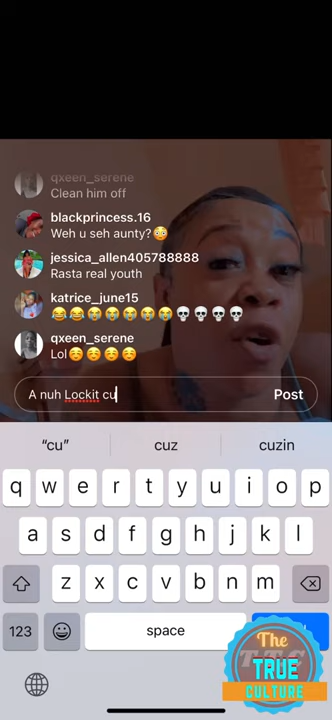 qxeen_serene
Clean him off
blackprincess.16
Weh u seh aunty?😳
jessica_allen405788888
Rasta real youth
katrice_june15
😂😂😭😭😭😭😭💀💀💀💀
qxeen_serene
Lol☺️☺️☺️☺️
A nuh Lockit cu
Post
“cu” cuz cuzin
q w e r t y u i o p
a s d f g h j k l
z x c v b n m
123 space
The
TRUE
CULTURE